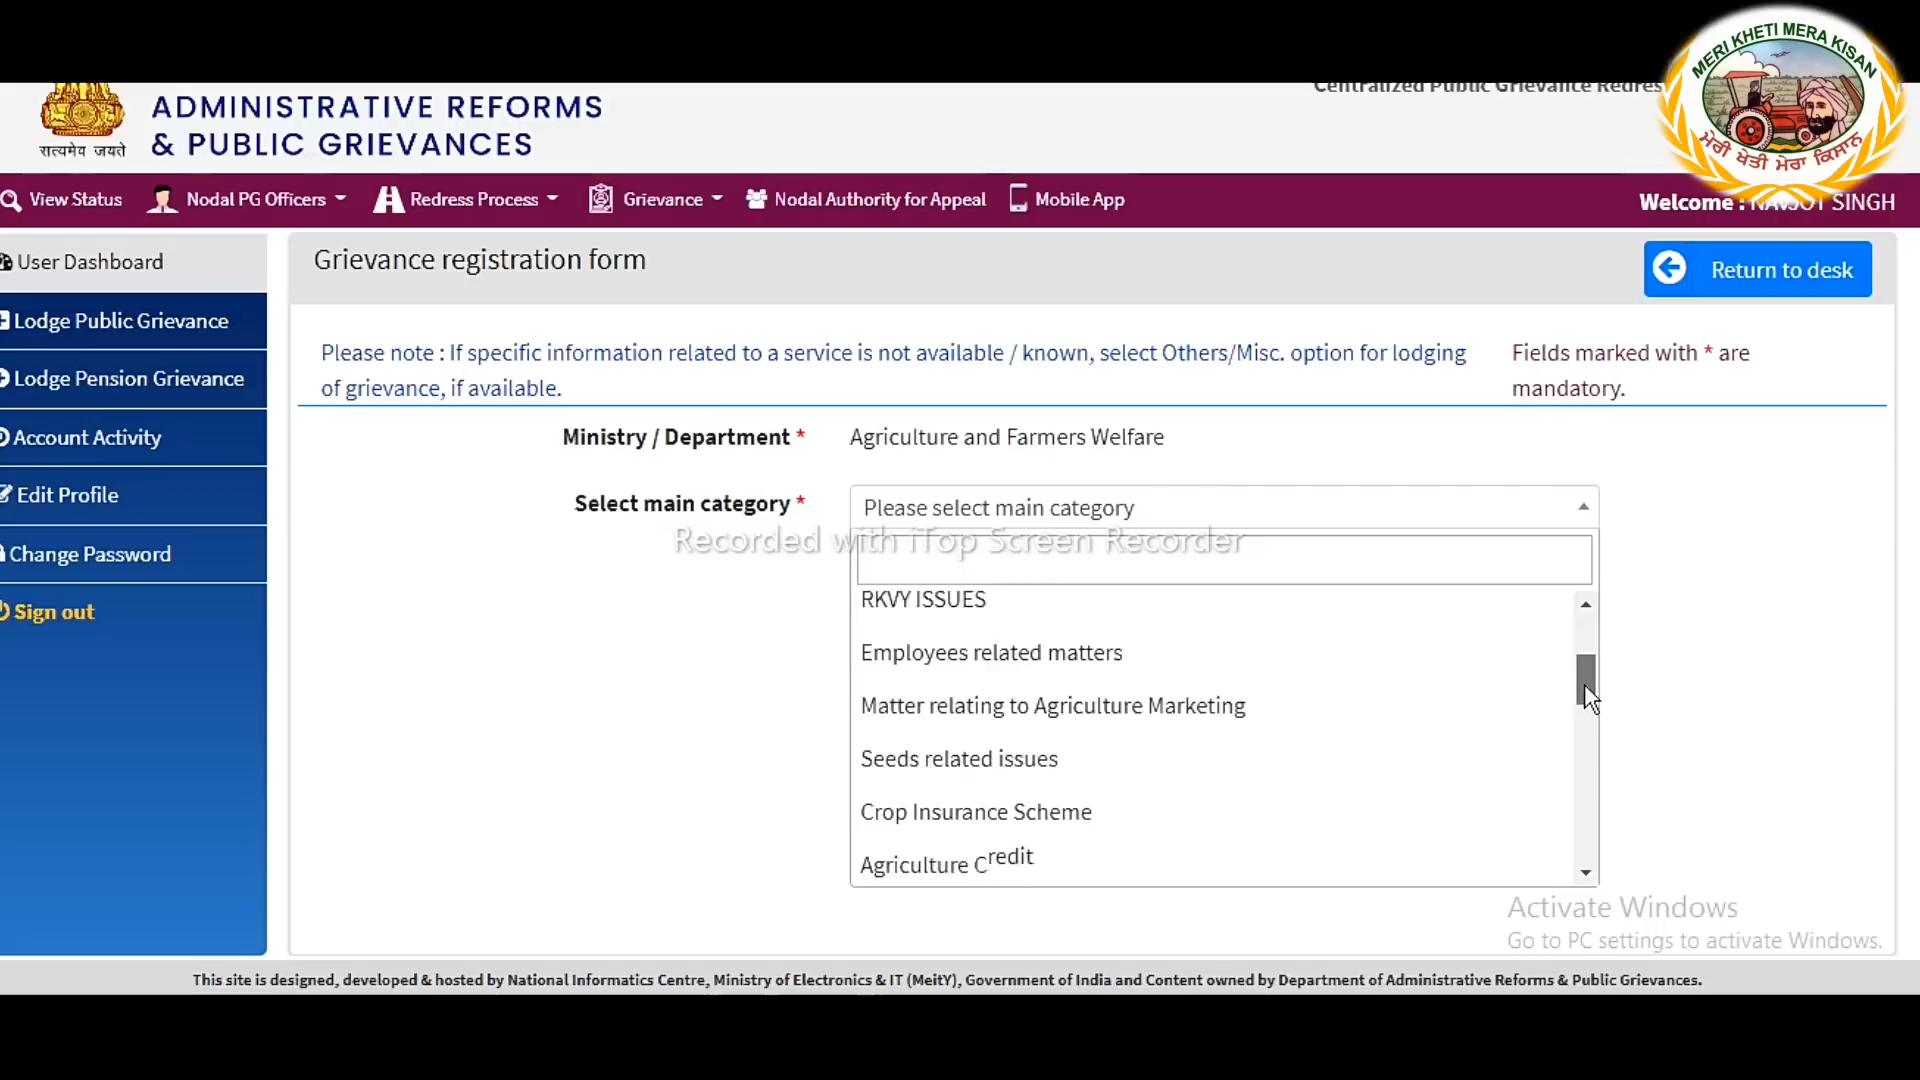 MERI KHETI MERA KISAN
ਮੇਰੀ ਖੇਤੀ ਮੇਰਾ ਕਿਸਾਨ
Centralized Public Grievance Redres
सत्यमेव जयते
ADMINISTRATIVE REFORMS
& PUBLIC GRIEVANCES
View Status Nodal PG Officers Redress Process Grievance Nodal Authority for Appeal Mobile App Welcome : NAVJOT SINGH
User Dashboard
Lodge Public Grievance
Lodge Pension Grievance
Account Activity
Edit Profile
Change Password
Sign out
Grievance registration form
Return to desk
Please note : If specific information related to a service is not available / known, select Others/Misc. option for lodging
of grievance, if available.
Fields marked with * are
mandatory.
Ministry / Department * Agriculture and Farmers Welfare
Select main category * Please select main category
Recorded with iTop Screen Recorder
RKVY ISSUES
Employees related matters
Matter relating to Agriculture Marketing
Seeds related issues
Crop Insurance Scheme
Agriculture Credit
Activate Windows
Go to PC settings to activate Windows.
This site is designed, developed & hosted by National Informatics Centre, Ministry of Electronics & IT (MeitY), Government of India and Content owned by Department of Administrative Reforms & Public Grievances.